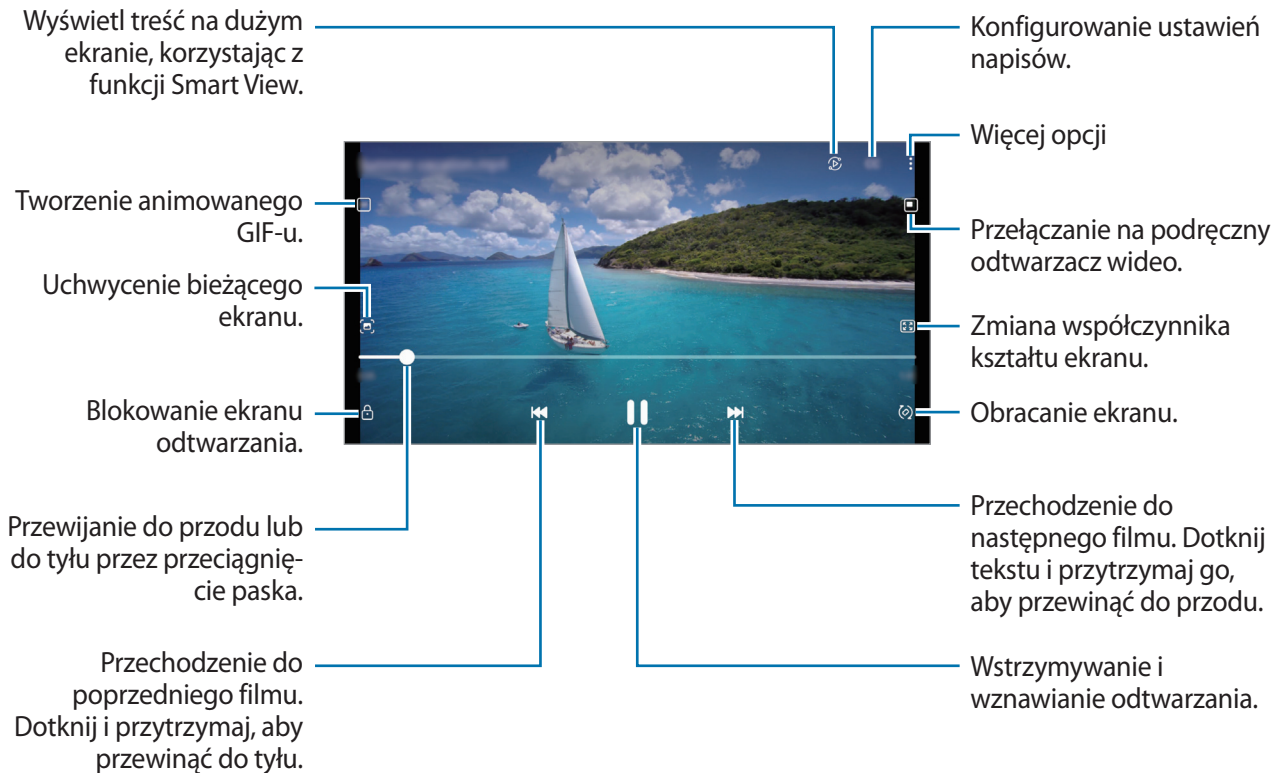 Wyświetl treść na dużym
ekranie, korzystając z
funkcji Smart View.
Konfigurowanie ustawień
napisów.
Więcej opcji
Tworzenie animowanego
GIF-u.
Przełączanie na podręczny
odtwarzacz wideo.
Uchwycenie bieżącego
ekranu.
Zmiana współczynnika
kształtu ekranu.
Blokowanie ekranu
odtwarzania.
Obracanie ekranu.
Przewijanie do przodu lub
do tyłu przez przeciągnię-
cie paska.
Przechodzenie do
następnego filmu. Dotknij
tekstu i przytrzymaj go,
aby przewinąć do przodu.
Przechodzenie do
poprzedniego filmu.
Dotknij i przytrzymaj, aby
przewinąć do tyłu.
Wstrzymywanie i
wznawianie odtwarzania.